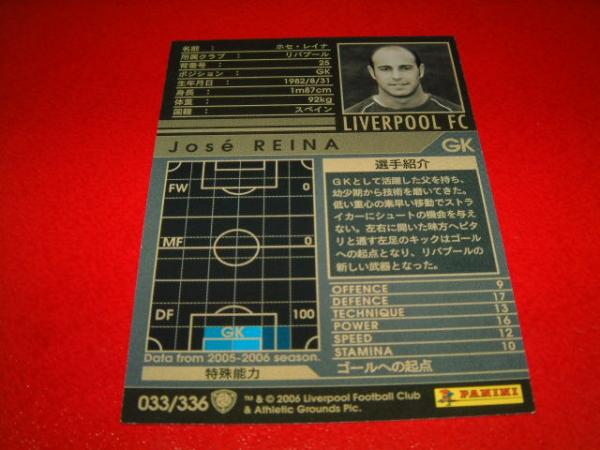 名前 : ホセ・レイナ
所属クラブ : リバプール
背番号 : 25
ポジション : GK
生年月日 : 1982/8/31
身長 : 1m87cm
体重 : 92kg
国籍 : スペイン
LIVERPOOL FC
José REINA GK
選手紹介
GKとして活躍した父を持ち、
幼少期から技術を磨いてきた。
低い重心の素早い移動でストラ
イカーにシュートの機会を与え
ない。左右に開いた味方へピタ
リと通す左足のキックはゴール
への起点となり、リバプールの
新しい武器となった。
FW 0
MF 0
DF 100
GK
Data from 2005-2006 season.
OFFENCE 9
DEFENCE 17
TECHNIQUE 13
POWER 16
SPEED 12
STAMINA 10
特殊能力 ゴールへの起点
033/336
™ & © 2006 Liverpool Football Club
& Athletic Grounds Plc.
PANINI